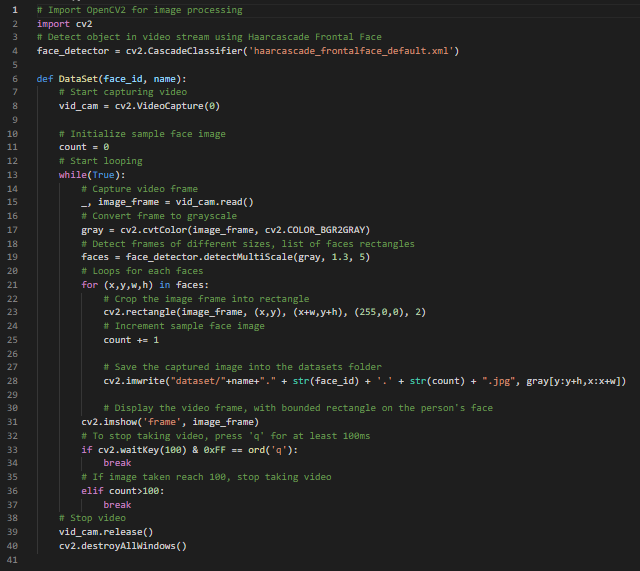 1 # Import OpenCV2 for image processing
2 import cv2
3 # Detect object in video stream using Haarcascade Frontal Face
4 face_detector = cv2.CascadeClassifier('haarcascade_frontalface_default.xml')
5
6 def DataSet(face_id, name):
7     # Start capturing video
8     vid_cam = cv2.VideoCapture(0)
9
10     # Initialize sample face image
11     count = 0
12     # Start looping
13     while(True):
14         # Capture video frame
15         _, image_frame = vid_cam.read()
16         # Convert frame to grayscale
17         gray = cv2.cvtColor(image_frame, cv2.COLOR_BGR2GRAY)
18         # Detect frames of different sizes, list of faces rectangles
19         faces = face_detector.detectMultiScale(gray, 1.3, 5)
20         # Loops for each faces
21         for (x,y,w,h) in faces:
22             # Crop the image frame into rectangle
23             cv2.rectangle(image_frame, (x,y), (x+w,y+h), (255,0,0), 2)
24             # Increment sample face image
25             count += 1
26
27             # Save the captured image into the datasets folder
28             cv2.imwrite("dataset/"+name+"." + str(face_id) + '.' + str(count) + ".jpg", gray[y:y+h,x:x+w])
29
30             # Display the video frame, with bounded rectangle on the person's face
31         cv2.imshow('frame', image_frame)
32         # To stop taking video, press 'q' for at least 100ms
33         if cv2.waitKey(100) & 0xFF == ord('q'):
34             break
35         # If image taken reach 100, stop taking video
36         elif count>100:
37             break
38     # Stop video
39     vid_cam.release()
40     cv2.destroyAllWindows()
41